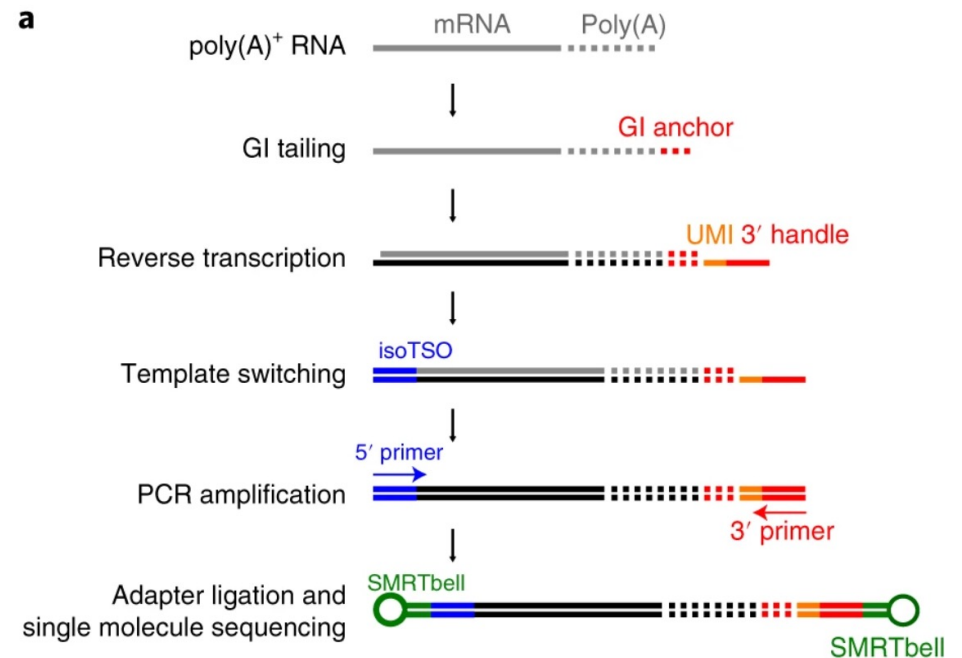 a
mRNA Poly(A)
poly(A)+ RNA
GI anchor
GI tailing
UMI 3′ handle
Reverse transcription
isoTSO
Template switching
5′ primer
PCR amplification
3′ primer
SMRTbell
Adapter ligation and
single molecule sequencing
SMRTbell